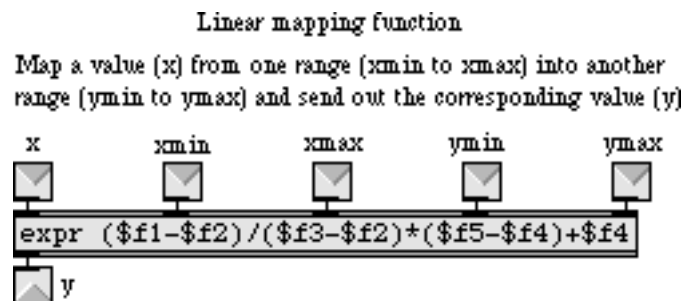 Linear mapping function
Map a value (x) from one range (xmin to xmax) into another
range (ymin to ymax) and send out the corresponding value (y)
x xmin xmax ymin ymax
expr ($f1-$f2)/($f3-$f2)*($f5-$f4)+$f4
y